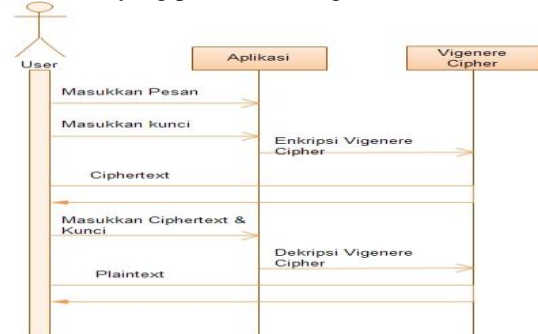 User
Aplikasi
Vigenere
Cipher
Masukkan Pesan
Masukkan kunci
Enkripsi Vigenere
Cipher
Ciphertext
Masukkan Ciphertext &
Kunci
Dekripsi Vigenere
Cipher
Plaintext